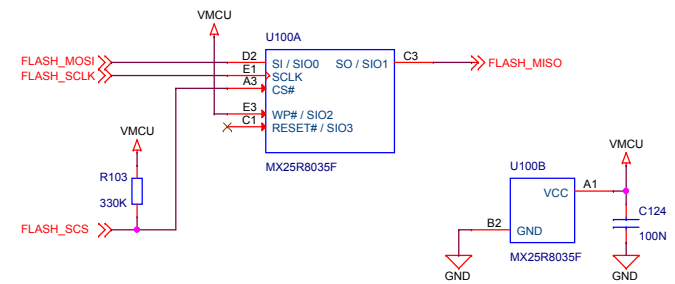 VMCU
U100A
FLASH_MOSI
D2
SI / SIO0
SO / SIO1
C3
FLASH_MISO
FLASH_SCLK
E1
SCLK
A3
CS#
E3
WP# / SIO2
C1
RESET# / SIO3
MX25R8035F
VMCU
R103
330K
FLASH_SCS
VMCU
U100B
VCC
A1
C124
100N
B2
GND
MX25R8035F
GND
GND